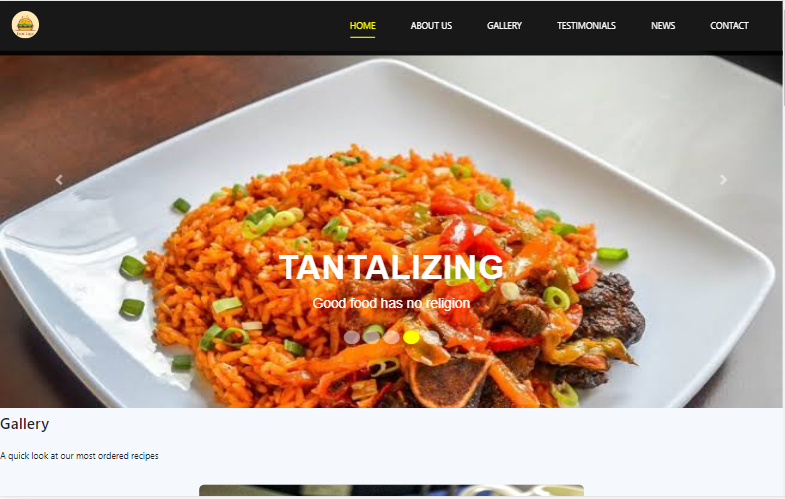 HOME ABOUT US GALLERY TESTIMONIALS NEWS CONTACT
TANTALIZING
Good food has no religion
Gallery
A quick look at our most ordered recipes